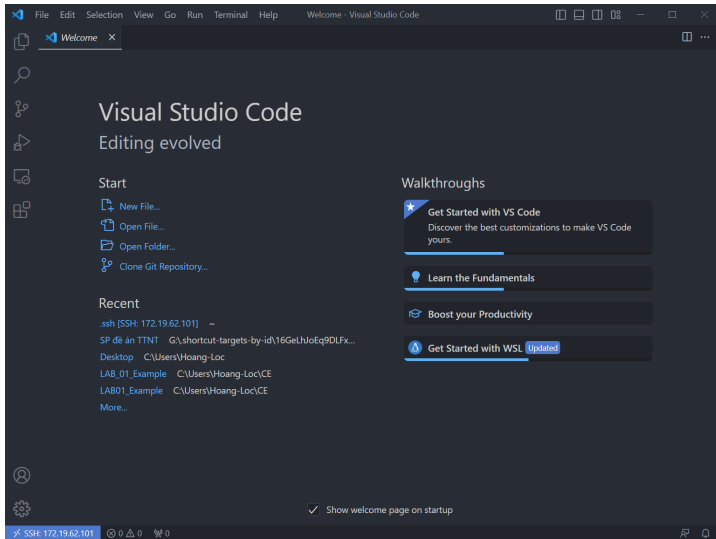 File Edit Selection View Go Run Terminal Help Welcome - Visual Studio Code
Welcome
Visual Studio Code
Editing evolved
Start
New File...
Open File...
Open Folder...
Clone Git Repository...
Recent
.ssh [SSH: 172.19.62.101] ~
SP đề án TTNT G:\.shortcut-targets-by-id\16GeLhJoEq9DLFx...
Desktop C:\Users\Hoang-Loc
LAB_01_Example C:\Users\Hoang-Loc\CE
LAB01_Example C:\Users\Hoang-Loc\CE
More...
Walkthroughs
Get Started with VS Code
Discover the best customizations to make VS Code
yours.
Learn the Fundamentals
Boost your Productivity
Get Started with WSL Updated
Show welcome page on startup
SSH: 172.19.62.101 0 0 0